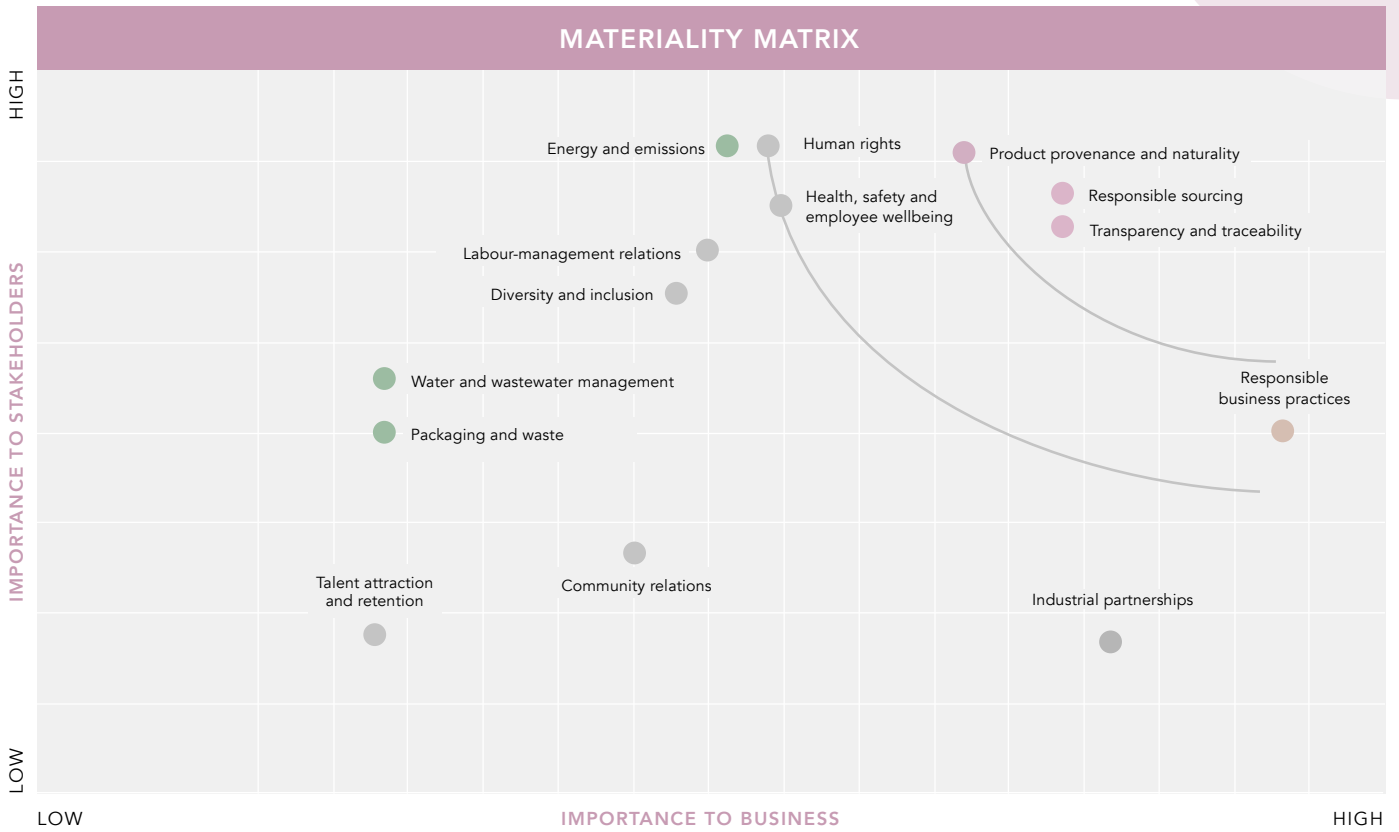 MATERIALITY MATRIX
HIGH
Energy and emissions
Human rights
Product provenance and naturality
Health, safety and
employee wellbeing
Responsible sourcing
Transparency and traceability
Labour-management relations
Diversity and inclusion
IMPORTANCE TO STAKEHOLDERS
Water and wastewater management
Responsible
business practices
Packaging and waste
Talent attraction
and retention
Community relations
Industrial partnerships
LOW
LOW
IMPORTANCE TO BUSINESS
HIGH